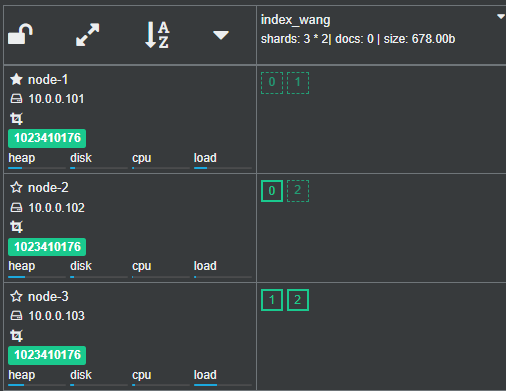 A
Z
index_wang
shards: 3 * 2| docs: 0 | size: 678.00b
node-1
0 1
10.0.0.101
1023410176
heap disk cpu load
node-2
0 2
10.0.0.102
1023410176
heap disk cpu load
node-3
1 2
10.0.0.103
1023410176
heap disk cpu load